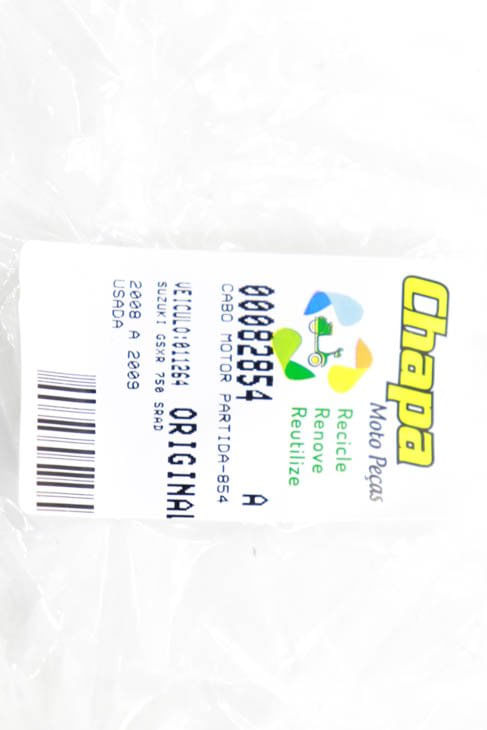 Chapa
Moto Peças
Recicle
Renove
Reutilize
00082854 A
CABO MOTOR PARTIDA-854
VEICULO:011264 ORIGINAL
SUZUKI GSXR 750 SRAD
2008 A 2009
USADA